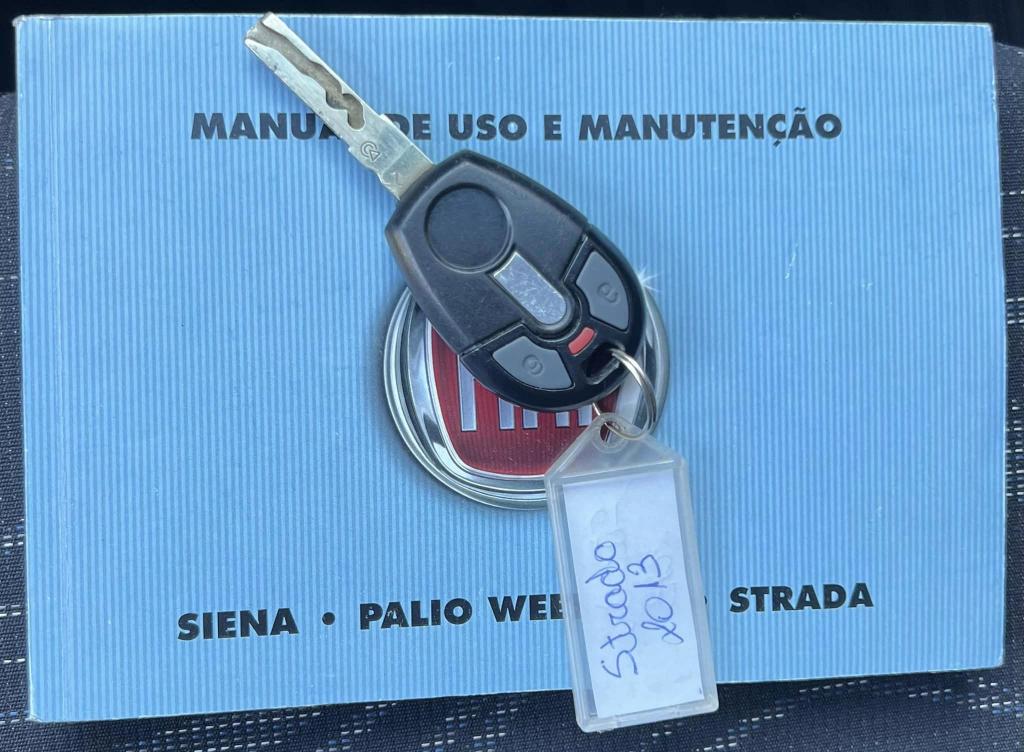 MANUA DE USO E MANUTENÇÃO
SIENA • PALIO WEE • STRADA
Strada
2013